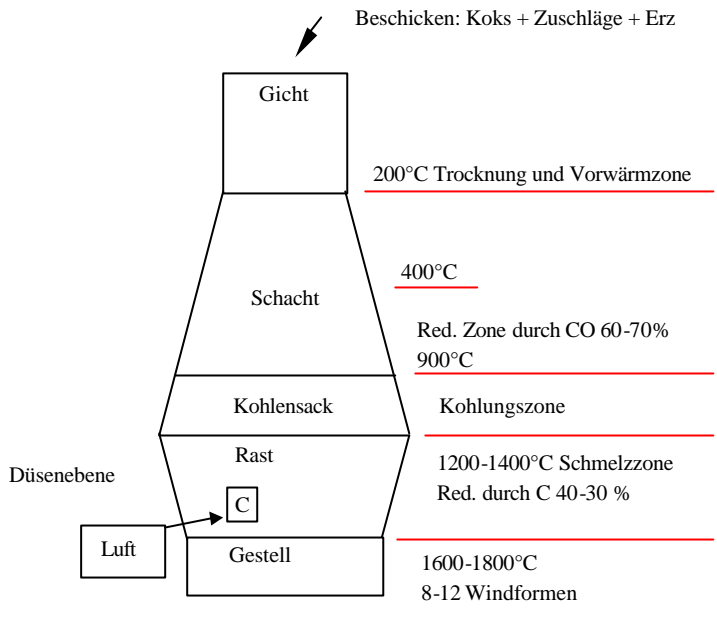 Beschicken: Koks + Zuschläge + Erz
Gicht
200°C Trocknung und Vorwärmzone
400°C
Schacht
Red. Zone durch CO 60-70%
900°C
Kohlensack
Kohlungszone
Rast
1200-1400°C Schmelzzone
Düsenebene
Red. durch C 40-30 %
C
Luft
Gestell
1600-1800°C
8-12 Windformen